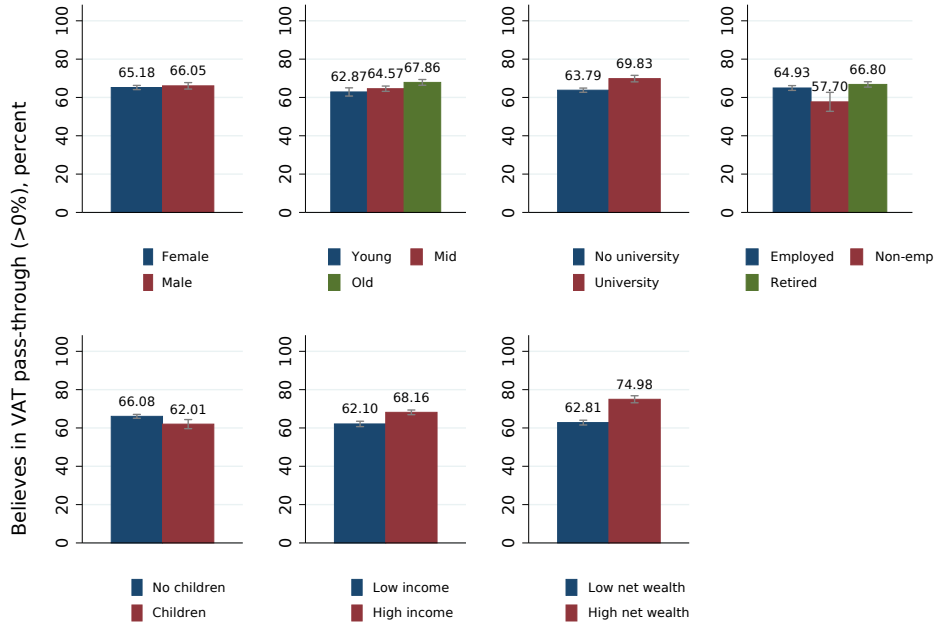 Believes in VAT pass-through (>0%), percent
0 20 40 60 80 100
65.18 66.05
Female
Male
0 20 40 60 80 100
62.87 64.57 67.86
Young Mid
Old
0 20 40 60 80 100
63.79 69.83
No university
University
0 20 40 60 80 100
64.93 57.70 66.80
Employed Non-emp
Retired
0 20 40 60 80 100
66.08 62.01
No children
Children
0 20 40 60 80 100
62.10 68.16
Low income
High income
0 20 40 60 80 100
62.81 74.98
Low net wealth
High net wealth